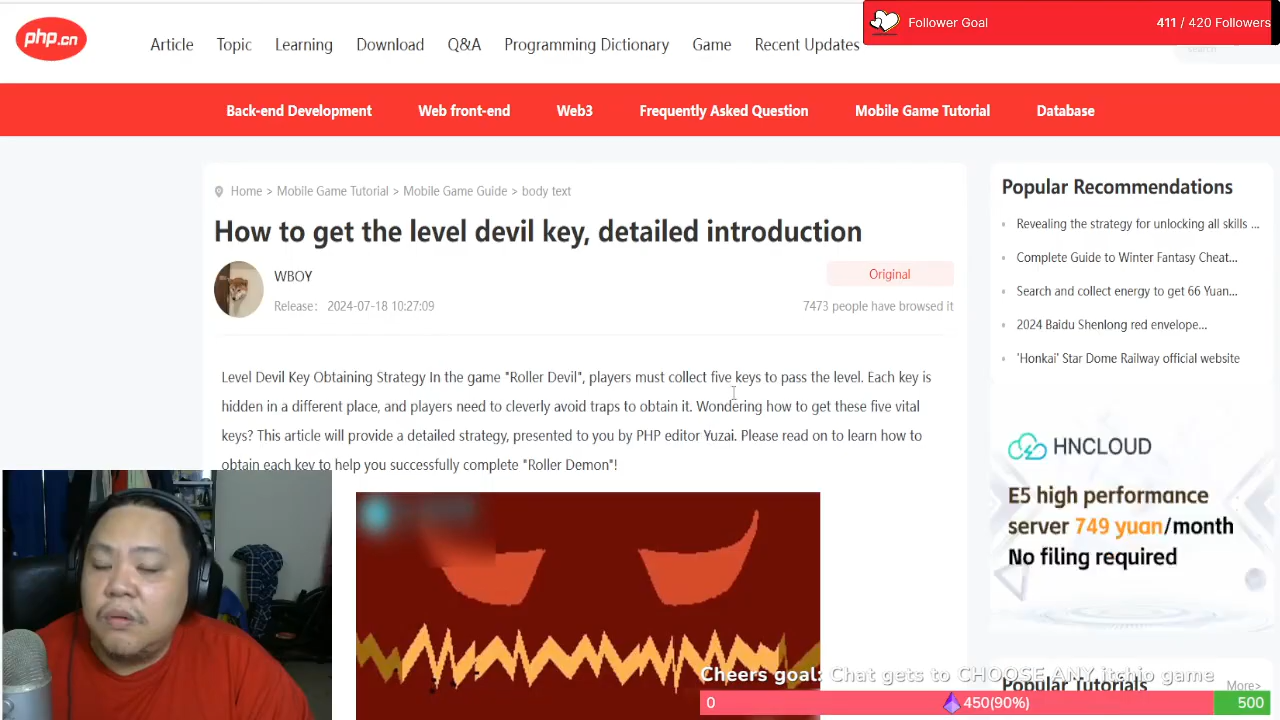 php.cn
Article Topic Learning Download Q&A Programming Dictionary Game Recent Updates
Follower Goal 411 / 420 Followers
Search
Back-end Development Web front-end Web3 Frequently Asked Question Mobile Game Tutorial Database
Home > Mobile Game Tutorial > Mobile Game Guide > body text
How to get the level devil key, detailed introduction
WBOY
Original
Release: 2024-07-18 10:27:09
7473 people have browsed it
Level Devil Key Obtaining Strategy In the game "Roller Devil", players must collect five keys to pass the level. Each key is
hidden in a different place, and players need to cleverly avoid traps to obtain it. Wondering how to get these five vital
keys? This article will provide a detailed strategy, presented to you by PHP editor Yuzai. Please read on to learn how to
obtain each key to help you successfully complete "Roller Demon"!
Popular Recommendations
Revealing the strategy for unlocking all skills ...
Complete Guide to Winter Fantasy Cheat...
Search and collect energy to get 66 Yuan...
2024 Baidu Shenlong red envelope...
'Honkai' Star Dome Railway official website
HNCLOUD
E5 high performance
server 749 yuan/month
No filing required
Cheers goal: Chat gets to CHOOSE ANY itchio game
Popular Tutorials More>
0 450(90%) 500